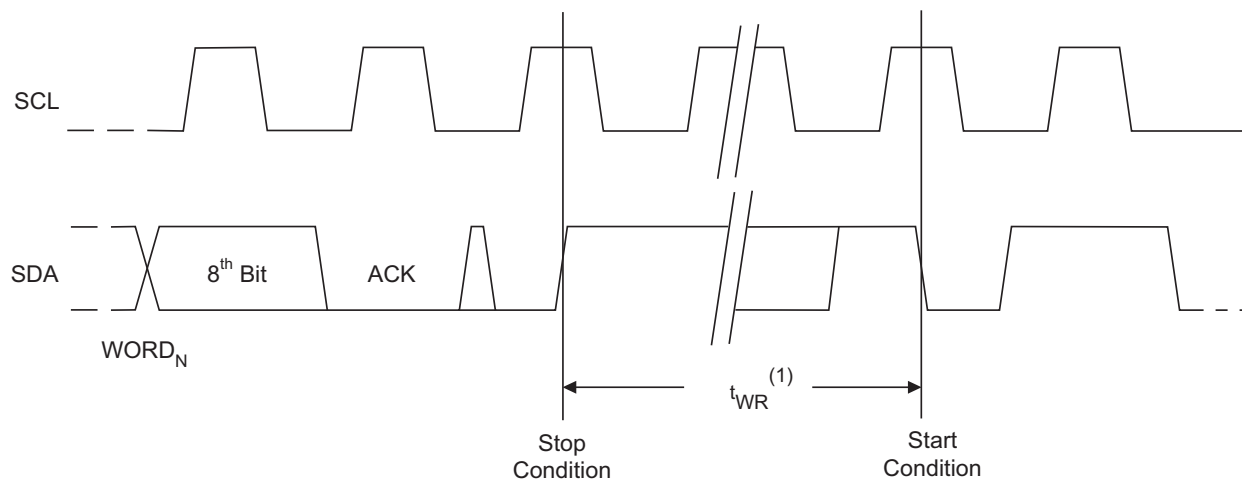 SCL
SDA
8th Bit
ACK
WORDN
tWR(1)
Stop
Condition
Start
Condition